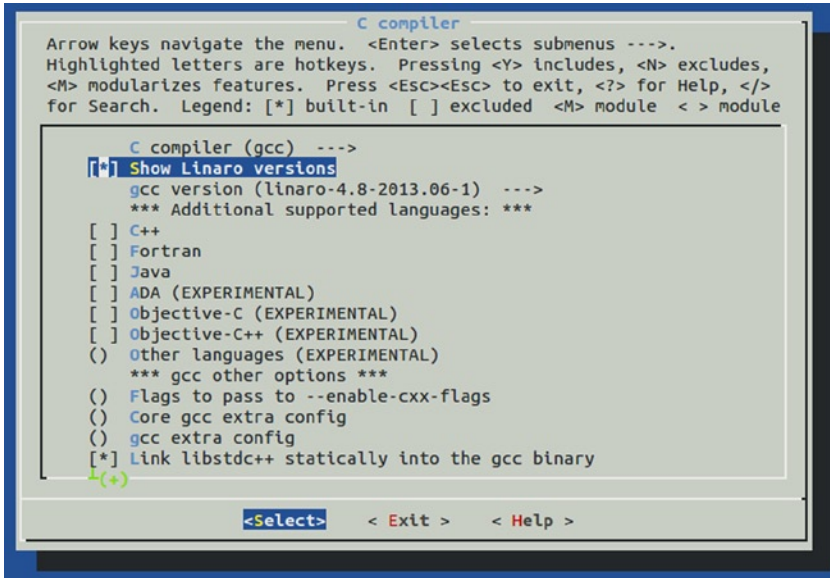 C compiler
Arrow keys navigate the menu.  <Enter> selects submenus --->.
Highlighted letters are hotkeys.  Pressing <Y> includes, <N> excludes,
<M> modularizes features.  Press <Esc><Esc> to exit, <?> for Help, </>
for Search.  Legend: [*] built-in  [ ] excluded  <M> module  < > module
C compiler (gcc)  --->
[*] Show Linaro versions
gcc version (linaro-4.8-2013.06-1)  --->
*** Additional supported languages: ***
[ ] C++
[ ] Fortran
[ ] Java
[ ] ADA (EXPERIMENTAL)
[ ] Objective-C (EXPERIMENTAL)
[ ] Objective-C++ (EXPERIMENTAL)
() Other languages (EXPERIMENTAL)
*** gcc other options ***
() Flags to pass to --enable-cxx-flags
() Core gcc extra config
() gcc extra config
[*] Link libstdc++ statically into the gcc binary
┴(+)
<Select>    < Exit >    < Help >